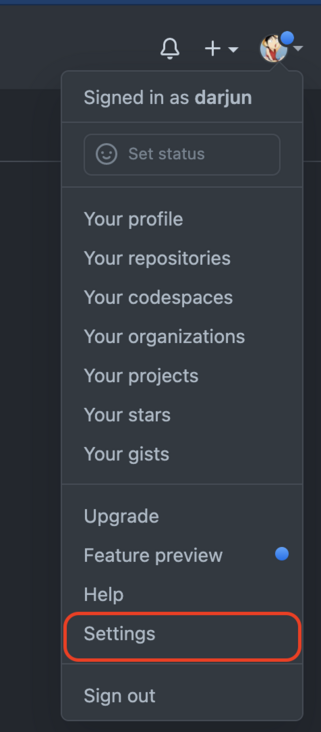 Signed in as darjun
Set status
Your profile
Your repositories
Your codespaces
Your organizations
Your projects
Your stars
Your gists
Upgrade
Feature preview
Help
Settings
Sign out